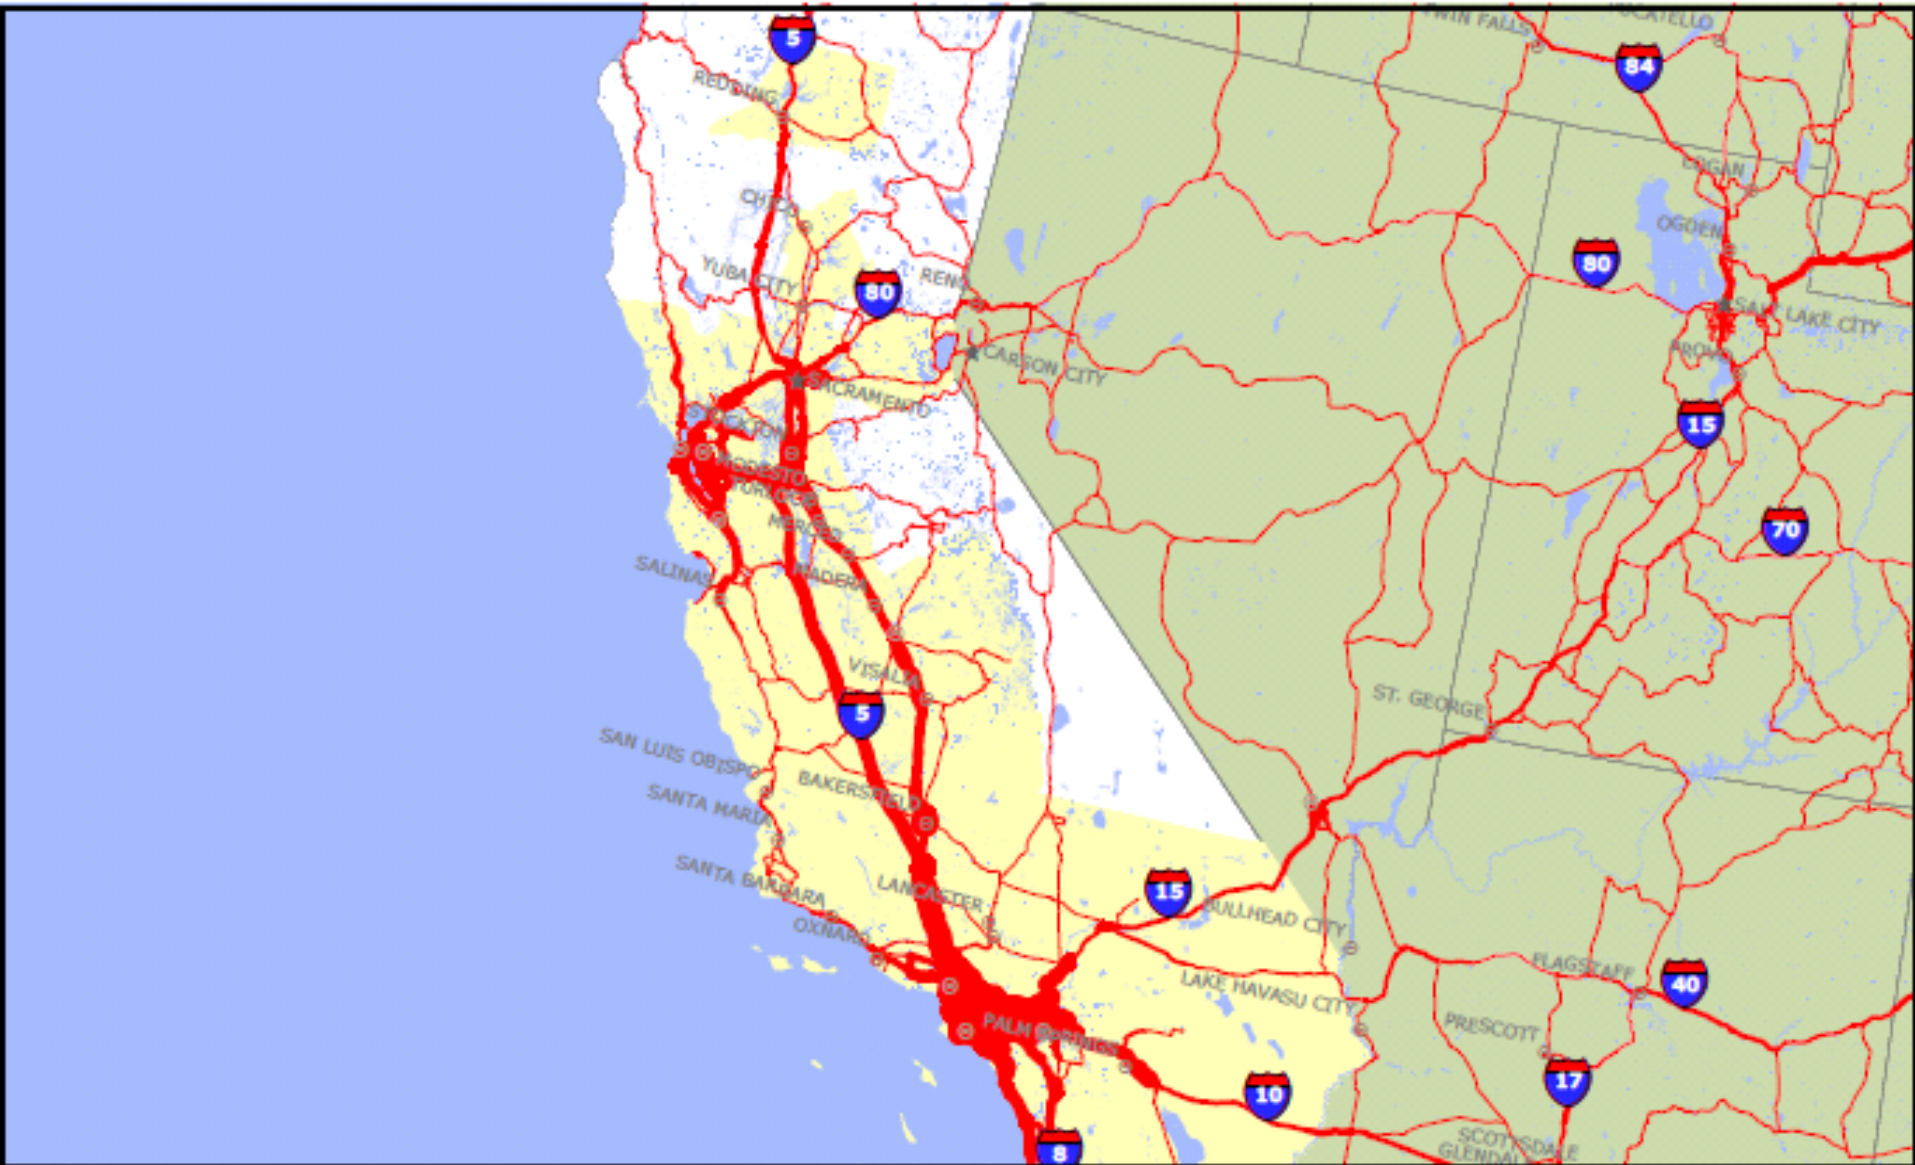 5
TWIN FALLS
POCATELLO
84
REDDING
LOGAN
CHICO
OGDEN
YUBA CITY
80
RENO
80
SALT LAKE CITY
CARSON CITY
PROVO
SACRAMENTO
STOCKTON
15
MODESTO
TURLOCK
MERCED
70
SALINAS
MADERA
VISALIA
5
ST. GEORGE
SAN LUIS OBISPO
BAKERSFIELD
SANTA MARIA
SANTA BARBARA
LANCASTER
15
BULLHEAD CITY
OXNARD
FLAGSTAFF
40
LAKE HAVASU CITY
PALM SPRINGS
PRESCOTT
10
17
8
SCOTTSDALE
GLENDALE